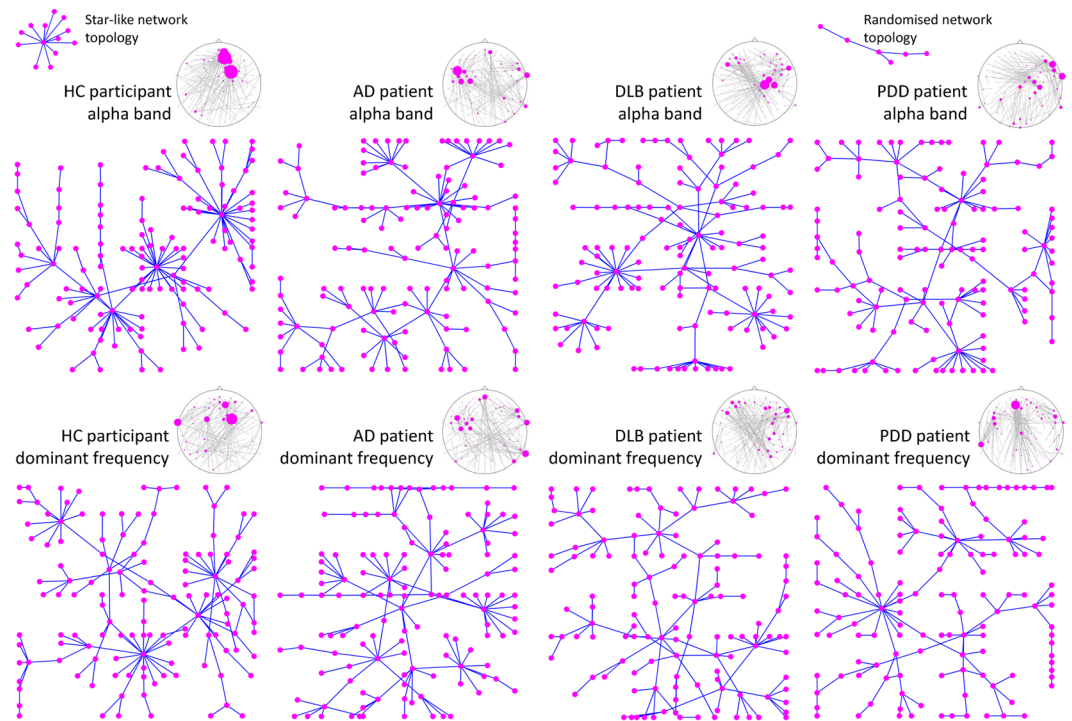 Star-like network
topology
Randomised network
topology
HC participant
alpha band
AD patient
alpha band
DLB patient
alpha band
PDD patient
alpha band
HC participant
dominant frequency
AD patient
dominant frequency
DLB patient
dominant frequency
PDD patient
dominant frequency